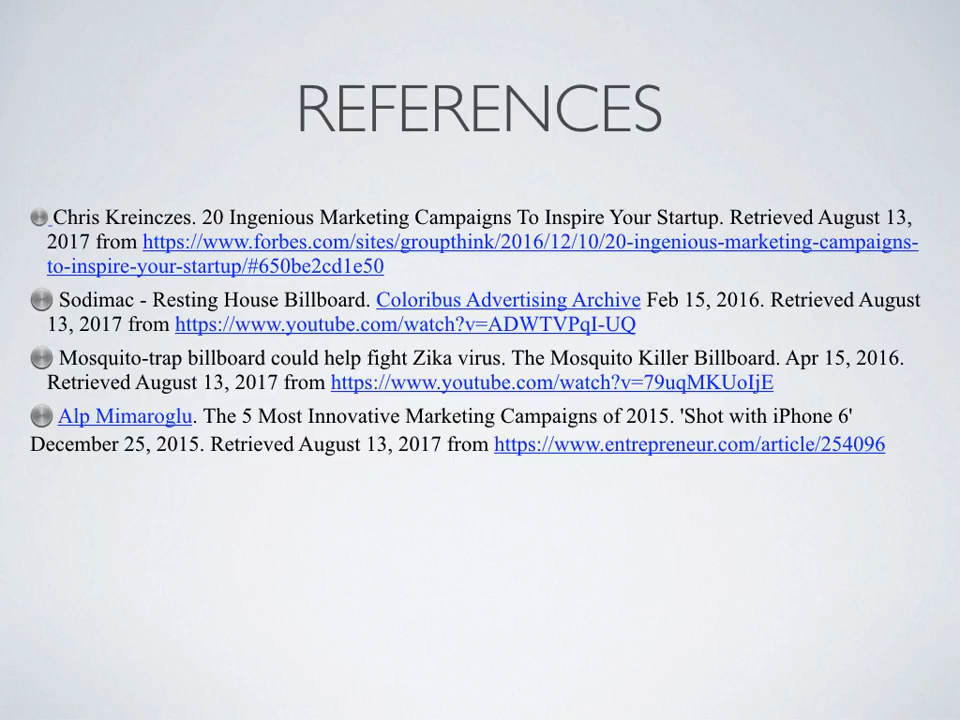 REFERENCES
Chris Kreinczes. 20 Ingenious Marketing Campaigns To Inspire Your Startup. Retrieved August 13,
2017 from https://www.forbes.com/sites/groupthink/2016/12/10/20-ingenious-marketing-campaigns-
to-inspire-your-startup/#650be2cd1e50
Sodimac - Resting House Billboard. Coloribus Advertising Archive Feb 15, 2016. Retrieved August
13, 2017 from https://www.youtube.com/watch?v=ADWTVPqI-UQ
Mosquito-trap billboard could help fight Zika virus. The Mosquito Killer Billboard. Apr 15, 2016.
Retrieved August 13, 2017 from https://www.youtube.com/watch?v=79uqMKUoIjE
Alp Mimaroglu. The 5 Most Innovative Marketing Campaigns of 2015. 'Shot with iPhone 6'
December 25, 2015. Retrieved August 13, 2017 from https://www.entrepreneur.com/article/254096